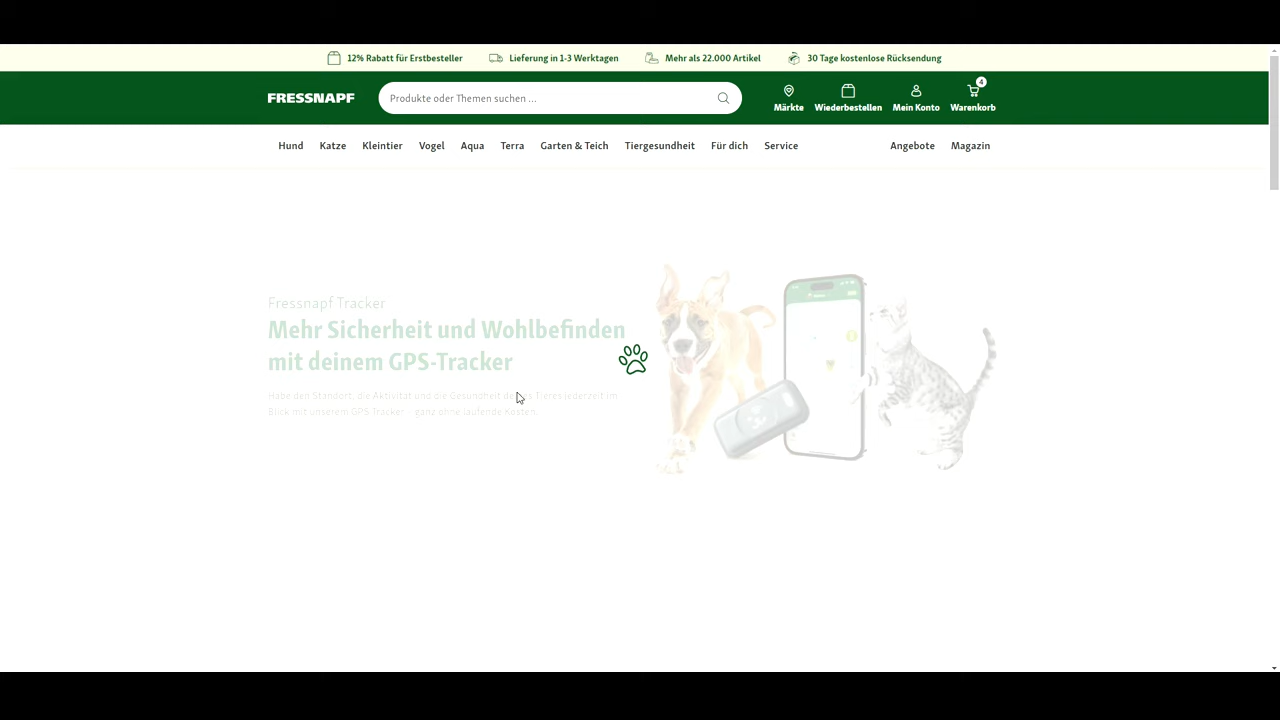 12% Rabatt für Erstbesteller
Lieferung in 1-3 Werktagen
Mehr als 22.000 Artikel
30 Tage kostenlose Rücksendung
FRESSNAPF
Produkte oder Themen suchen ...
Märkte
Wiederbestellen
Mein Konto
4
Warenkorb
Hund
Katze
Kleintier
Vogel
Aqua
Terra
Garten & Teich
Tiergesundheit
Für dich
Service
Angebote
Magazin
Fressnapf Tracker
Mehr Sicherheit und Wohlbefinden
mit deinem GPS-Tracker
Habe den Standort, die Aktivität und die Gesundheit deines Tieres jederzeit im
Blick mit unserem GPS Tracker – ganz ohne laufende Kosten.